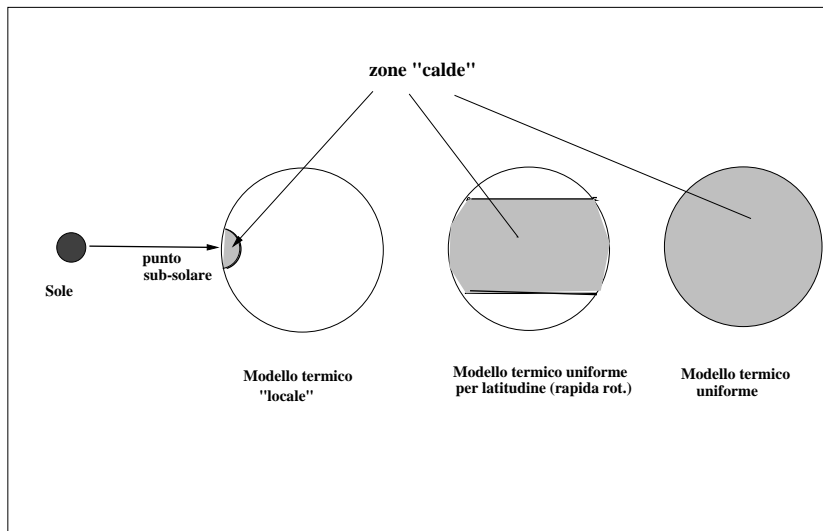 zone "calde"
punto
sub-solare
Sole
Modello termico
"locale"
Modello termico uniforme
per latitudine (rapida rot.)
Modello termico
uniforme